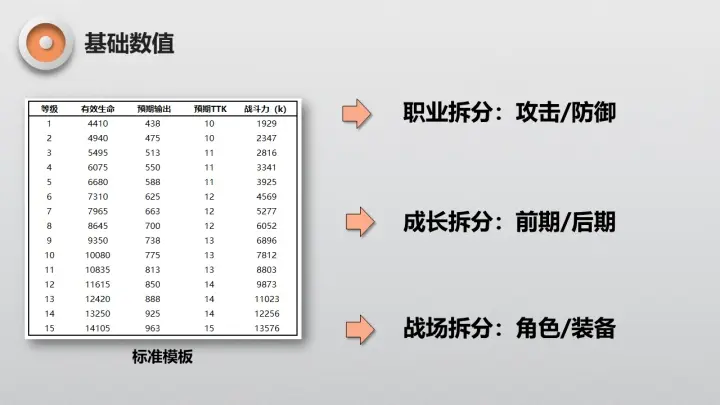 基础数值
等级 有效生命 预期输出 预期TTK 战斗力（k）
1 4410 438 10 1929
2 4940 475 10 2347
3 5495 513 11 2816
4 6075 550 11 3341
5 6680 588 11 3925
6 7310 625 12 4569
7 7965 663 12 5277
8 8645 700 12 6052
9 9350 738 13 6896
10 10080 775 13 7812
11 10835 813 13 8803
12 11615 850 14 9873
13 12420 888 14 11023
14 13250 925 14 12256
15 14105 963 15 13576
标准模板
职业拆分：攻击/防御
成长拆分：前期/后期
战场拆分：角色/装备